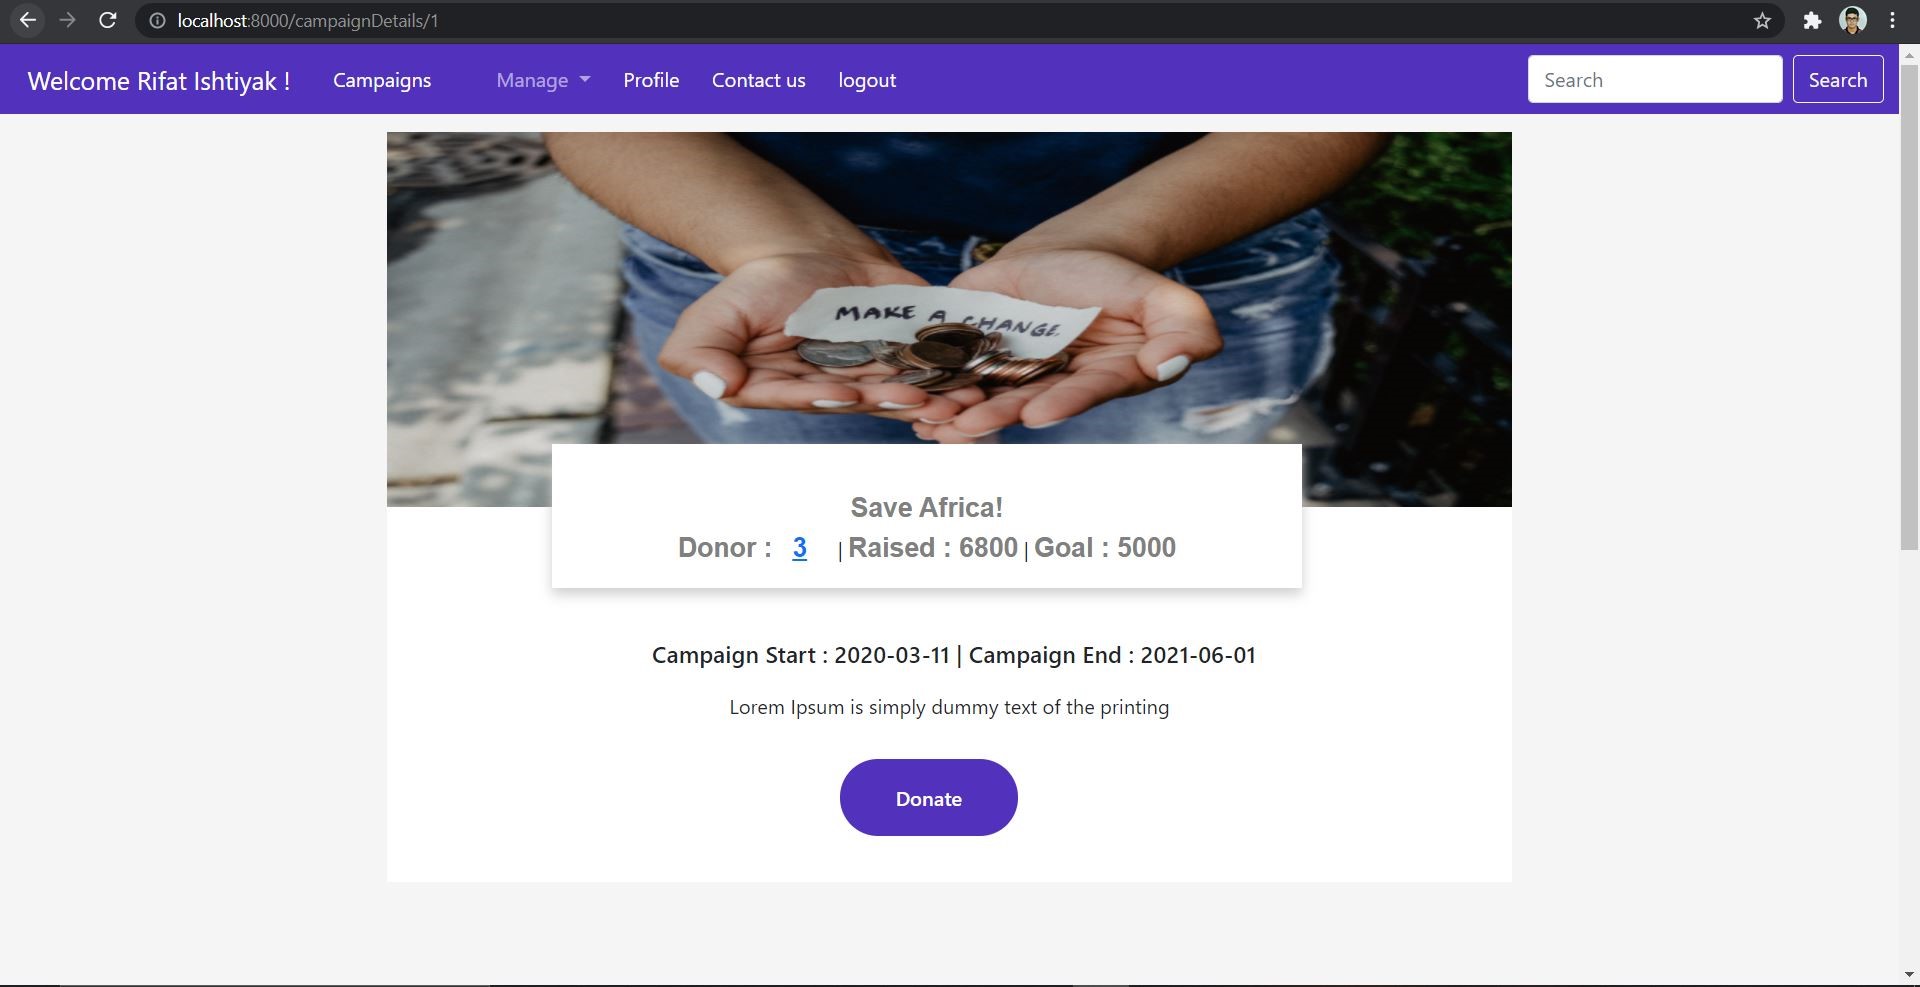 localhost:8000/campaignDetails/1
Welcome Rifat Ishtiyak !
Campaigns
Manage
Profile
Contact us
logout
Search
Search
MAKE A CHANGE
Save Africa!
Donor : 3 | Raised : 6800 | Goal : 5000
Campaign Start : 2020-03-11 | Campaign End : 2021-06-01
Lorem Ipsum is simply dummy text of the printing
Donate